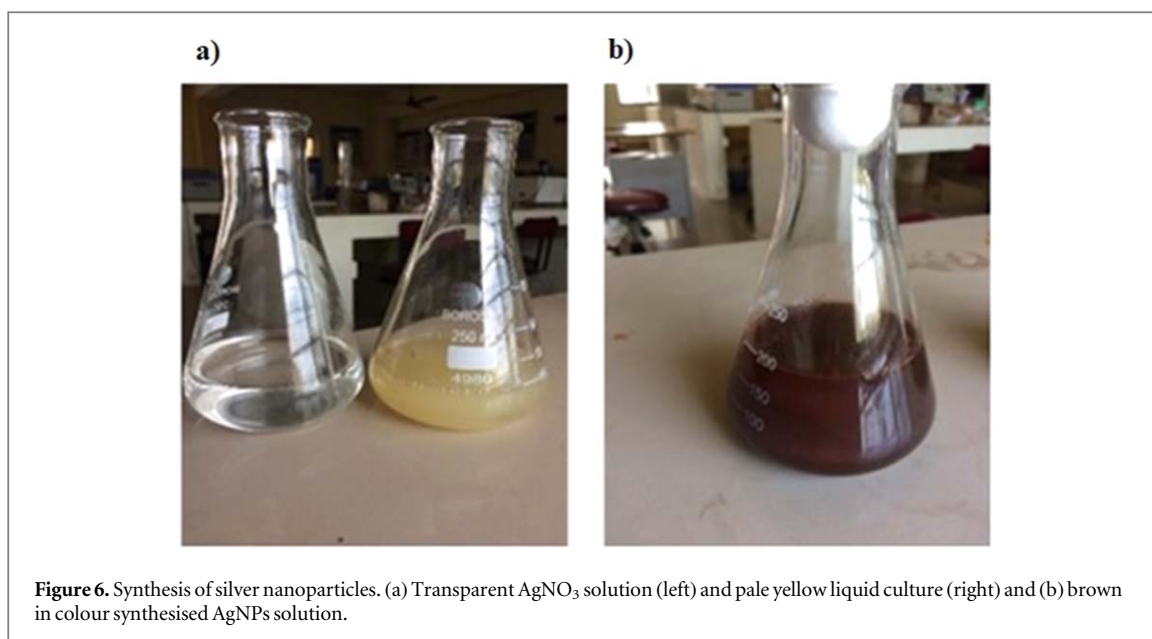 a)
b)
250
4980
200
150
100
Figure 6. Synthesis of silver nanoparticles. (a) Transparent AgNO₃ solution (left) and pale yellow liquid culture (right) and (b) brown
in colour synthesised AgNPs solution.